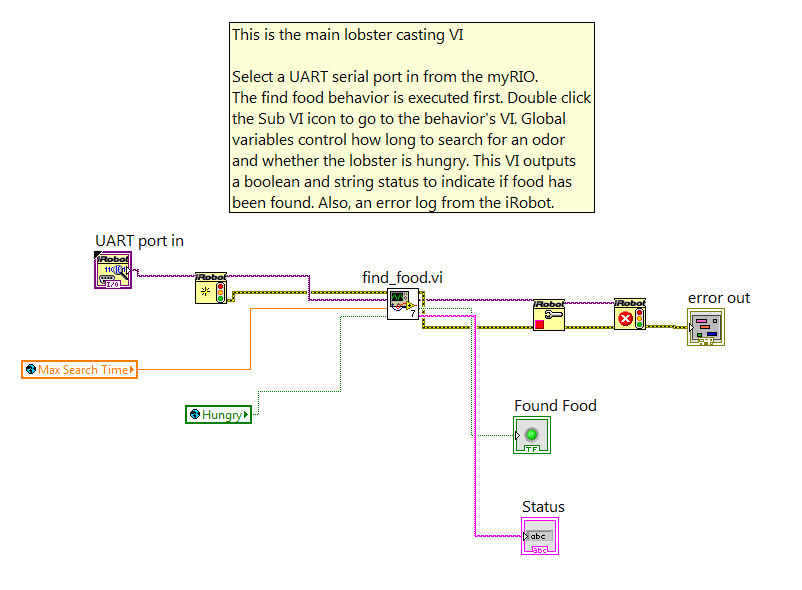 This is the main lobster casting VI
Select a UART serial port in from the myRIO.
The find food behavior is executed first. Double click
the Sub VI icon to go to the behavior's VI. Global
variables control how long to search for an odor
and whether the lobster is hungry. This VI outputs
a boolean and string status to indicate if food has
been found. Also, an error log from the iRobot.
UART port in
iRobot
I/O
iRobot
find_food.vi
7
iRobot
iRobot
error out
Max Search Time
Hungry
Found Food
TF
Status
abc
abc